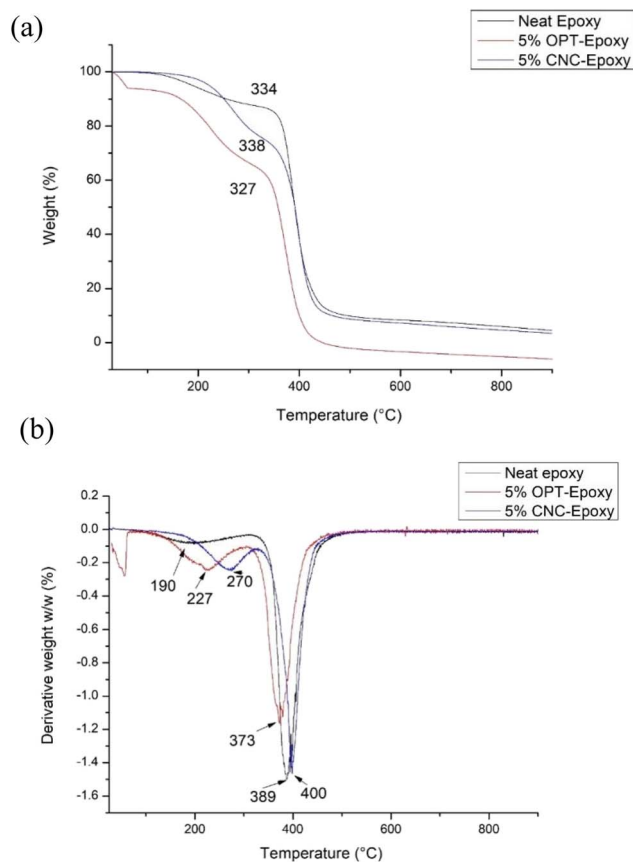 (a)
Neat Epoxy
5% OPT-Epoxy
5% CNC-Epoxy
100
80
60
40
20
0
334
338
327
Weight (%)
200
400
600
800
Temperature (°C)
(b)
Neat epoxy
5% OPT-Epoxy
5% CNC-Epoxy
0.2
0.0
-0.2
-0.4
-0.6
-0.8
-1.0
-1.2
-1.4
-1.6
190
227
270
373
389
400
Derivative weight w/w (%)
200
400
600
800
Temperature (°C)